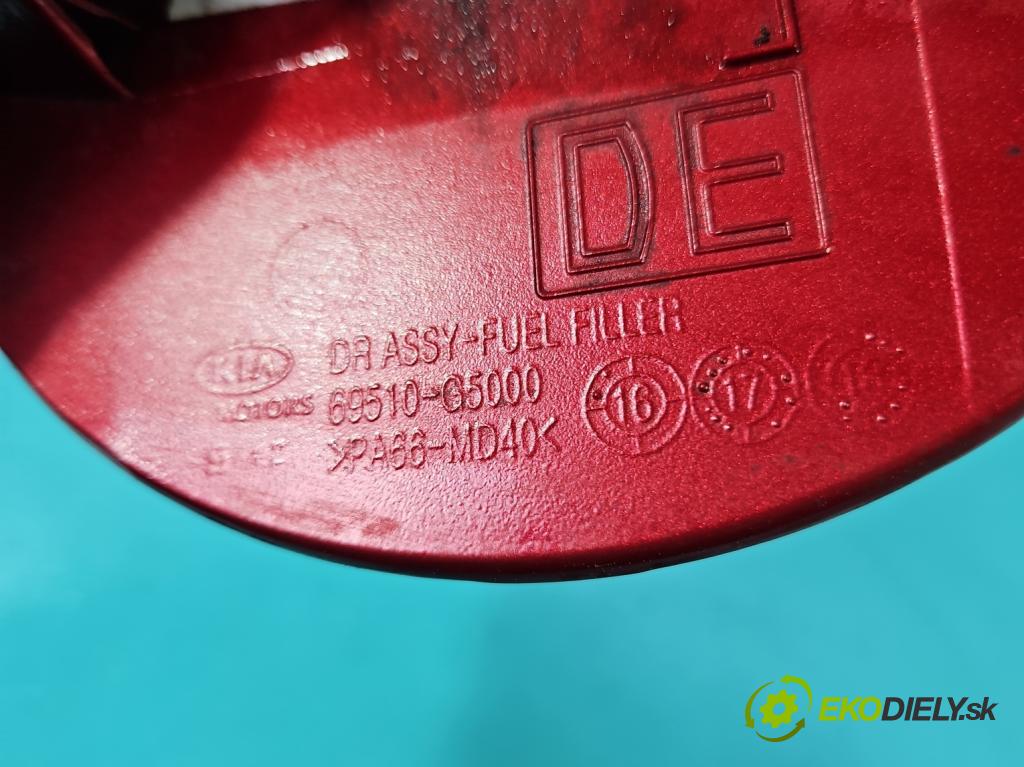 DE
DR ASSY-FUEL FILLER
KIA MOTORS
69510-G5000
>PA66-MD40<
16 17
EKODIELY.sk